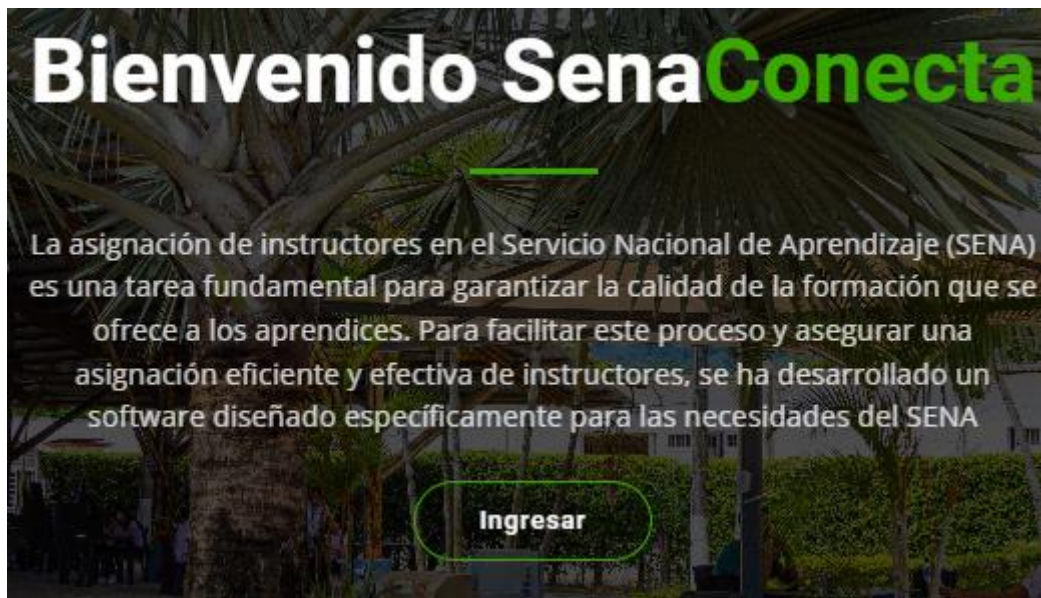 Bienvenido SenaConecta
La asignación de instructores en el Servicio Nacional de Aprendizaje (SENA)
es una tarea fundamental para garantizar la calidad de la formación que se
ofrece a los aprendices. Para facilitar este proceso y asegurar una
asignación eficiente y efectiva de instructores, se ha desarrollado un
software diseñado específicamente para las necesidades del SENA
Ingresar